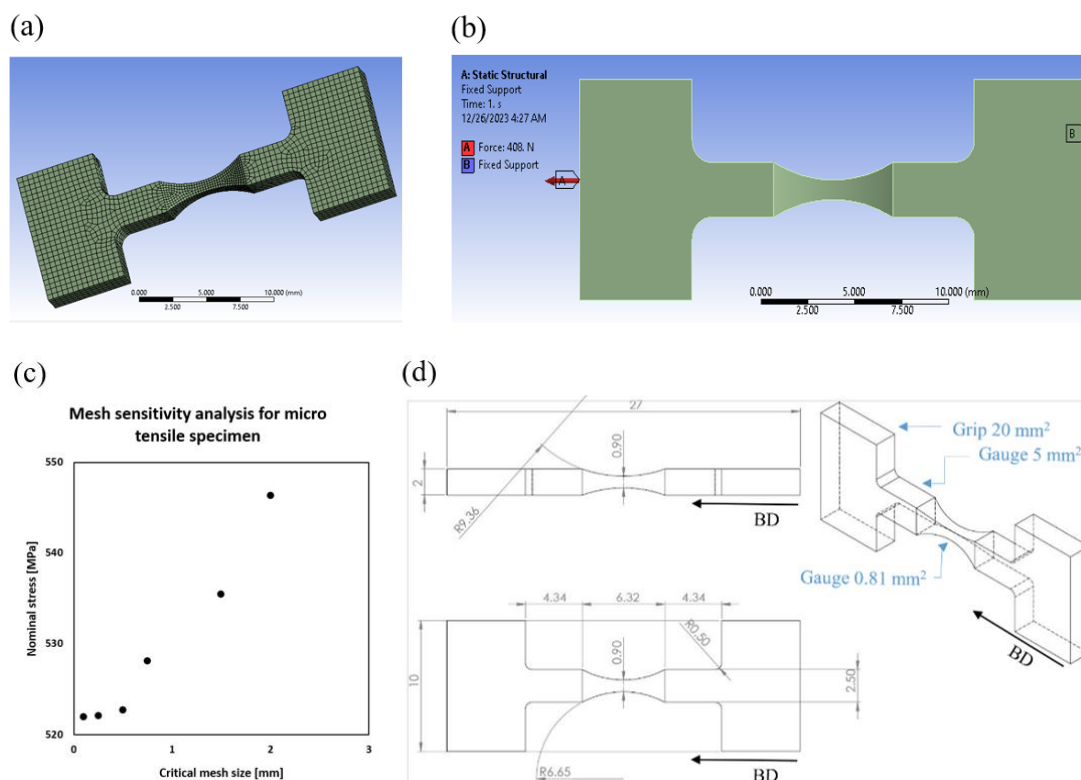 (a)
0.000
5.000
10.000 (mm)
2.500
7.500
(b)
A: Static Structural
Fixed Support
Time: 1. s
12/26/2023 4:27 AM
A Force: 408. N
B Fixed Support
A
B
0.000
5.000
10.000 (mm)
2.500
7.500
(c)
Mesh sensitivity analysis for micro
tensile specimen
Nominal stress [MPa]
550
540
530
520
0
1
2
3
Critical mesh size [mm]
(d)
27
0.90
2
R9.36
BD
Grip 20 mm²
Gauge 5 mm²
Gauge 0.81 mm²
BD
4.34
6.32
4.34
R0.50
10
0.90
2.50
R6.65
BD